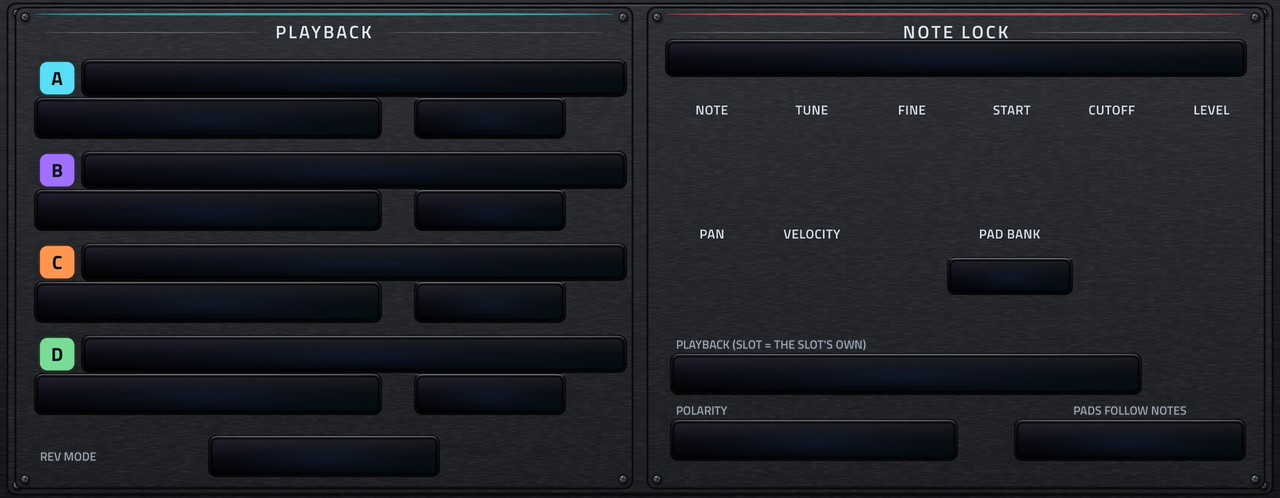 PLAYBACK
A
B
C
D
REV MODE
NOTE LOCK
NOTE TUNE FINE START CUTOFF LEVEL
PAN VELOCITY PAD BANK
PLAYBACK (SLOT = THE SLOT'S OWN)
POLARITY PADS FOLLOW NOTES